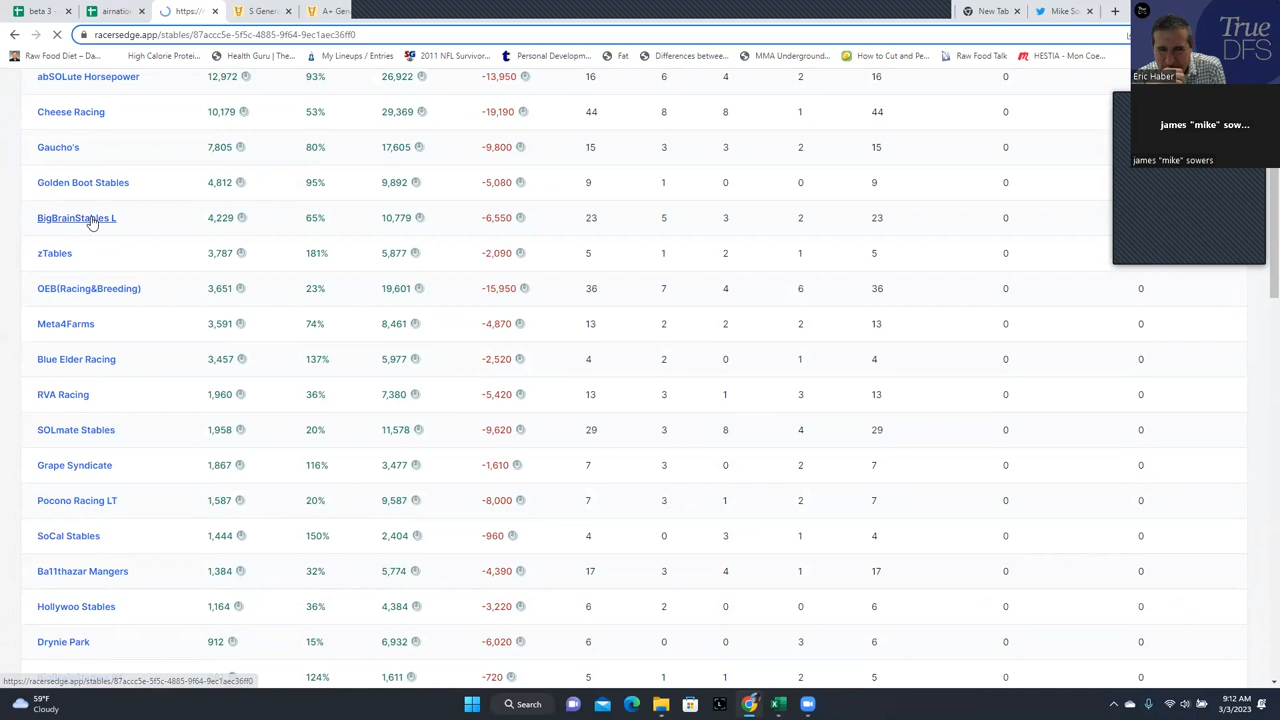 beta 3
airnation
https://
S Generic
A+ Ge
New Tab
Mike So
racersedge.app/stables/87accc5e-5f5c-4885-9f64-9ec1aec36ff0
Raw Food Diet – Da...
High Calorie Protei...
Health Guru | The...
My Lineups / Entries
2011 NFL Survivor...
Personal Developm...
Fat
Differences betwee...
MMA Underground...
How to Cut and Pe...
Raw Food Talk
HESTIA - Mon Coe...
True
DFS
Eric Haber
james "mike" sow...
james "mike" sowers
abSOLute Horsepower 12,972 93% 26,922 -13,950 16 6 4 2 16 0
Cheese Racing 10,179 53% 29,369 -19,190 44 8 8 1 44 0
Gaucho's 7,805 80% 17,605 -9,800 15 3 3 2 15 0
Golden Boot Stables 4,812 95% 9,892 -5,080 9 1 0 0 9 0
BigBrainStables L 4,229 65% 10,779 -6,550 23 5 3 2 23 0
zTables 3,787 181% 5,877 -2,090 5 1 2 1 5 0
OEB(Racing&Breeding) 3,651 23% 19,601 -15,950 36 7 4 6 36 0 0
Meta4Farms 3,591 74% 8,461 -4,870 13 2 2 2 13 0 0
Blue Elder Racing 3,457 137% 5,977 -2,520 4 2 0 1 4 0 0
RVA Racing 1,960 36% 7,380 -5,420 13 3 1 3 13 0 0
SOLmate Stables 1,958 20% 11,578 -9,620 29 3 8 4 29 0 0
Grape Syndicate 1,867 116% 3,477 -1,610 7 3 0 2 7 0 0
Pocono Racing LT 1,587 20% 9,587 -8,000 7 3 1 2 7 0 0
SoCal Stables 1,444 150% 2,404 -960 4 0 3 1 4 0 0
Ba11thazar Mangers 1,384 32% 5,774 -4,390 17 3 4 1 17 0 0
Hollywoo Stables 1,164 36% 4,384 -3,220 6 2 0 0 6 0 0
Drynie Park 912 15% 6,932 -6,020 6 0 0 3 6 0 0
124% 1,611 -720 5 1 1 2 5 0 0
https://racersedge.app/stables/87accc5e-5f5c-4885-9f64-9ec1aec36ff0
59°F
Cloudy
Search
9:12 AM
3/3/2023